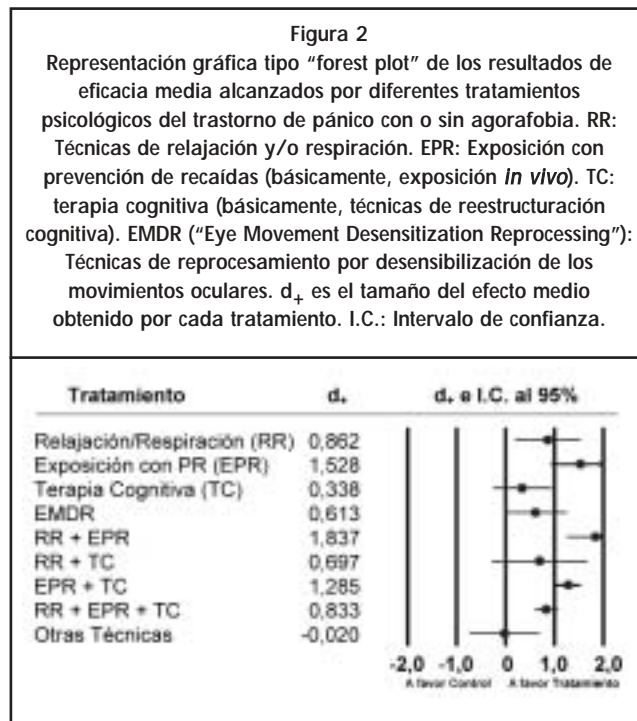 Figura 2
Representación gráfica tipo “forest plot” de los resultados de
eficacia media alcanzados por diferentes tratamientos
psicológicos del trastorno de pánico con o sin agorafobia. RR:
Técnicas de relajación y/o respiración. EPR: Exposición con
prevención de recaídas (básicamente, exposición in vivo). TC:
terapia cognitiva (básicamente, técnicas de reestructuración
cognitiva). EMDR (“Eye Movement Desensitization Reprocessing”):
Técnicas de reprocesamiento por desensibilización de los
movimientos oculares. d+ es el tamaño del efecto medio
obtenido por cada tratamiento. I.C.: Intervalo de confianza.
Tratamiento d+ d+ e I.C. al 95%
Relajación/Respiración (RR) 0,862
Exposición con PR (EPR) 1,528
Terapia Cognitiva (TC) 0,338
EMDR 0,613
RR + EPR 1,837
RR + TC 0,697
EPR + TC 1,285
RR + EPR + TC 0,833
Otras Técnicas -0,020
-2,0 -1,0 0 1,0 2,0
A favor Control A favor Tratamiento